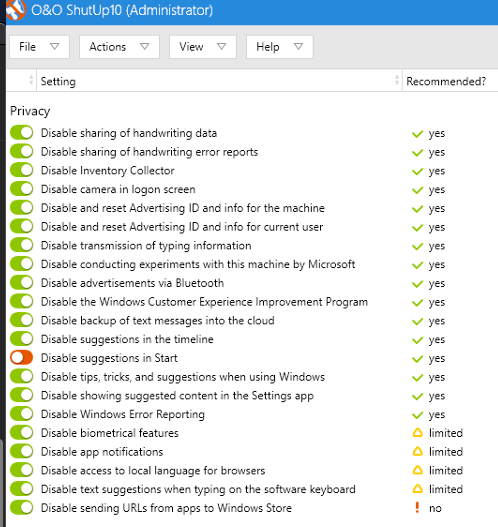 O&O ShutUp10 (Administrator)
File Actions View Help
Setting Recommended?
Privacy
Disable sharing of handwriting data yes
Disable sharing of handwriting error reports yes
Disable Inventory Collector yes
Disable camera in logon screen yes
Disable and reset Advertising ID and info for the machine yes
Disable and reset Advertising ID and info for current user yes
Disable transmission of typing information yes
Disable conducting experiments with this machine by Microsoft yes
Disable advertisements via Bluetooth yes
Disable the Windows Customer Experience Improvement Program yes
Disable backup of text messages into the cloud yes
Disable suggestions in the timeline yes
Disable suggestions in Start yes
Disable tips, tricks, and suggestions when using Windows yes
Disable showing suggested content in the Settings app yes
Disable Windows Error Reporting yes
Disable biometrical features limited
Disable app notifications limited
Disable access to local language for browsers limited
Disable text suggestions when typing on the software keyboard limited
Disable sending URLs from apps to Windows Store no